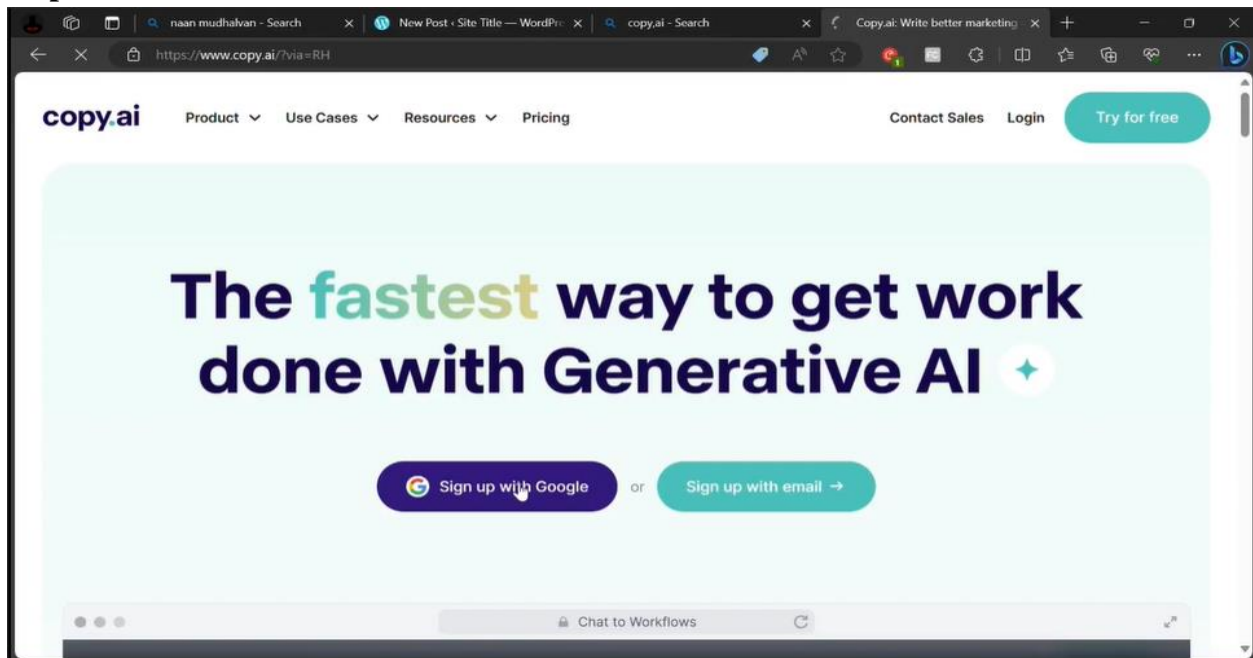 naan mudhalvan - Search
New Post ‹ Site Title — WordPre
copy,ai - Search
Copy.ai: Write better marketing
https://www.copy.ai/?via=RH
copy.ai
Product
Use Cases
Resources
Pricing
Contact Sales
Login
Try for free
The fastest way to get work
done with Generative AI
Sign up with Google
or
Sign up with email →
Chat to Workflows